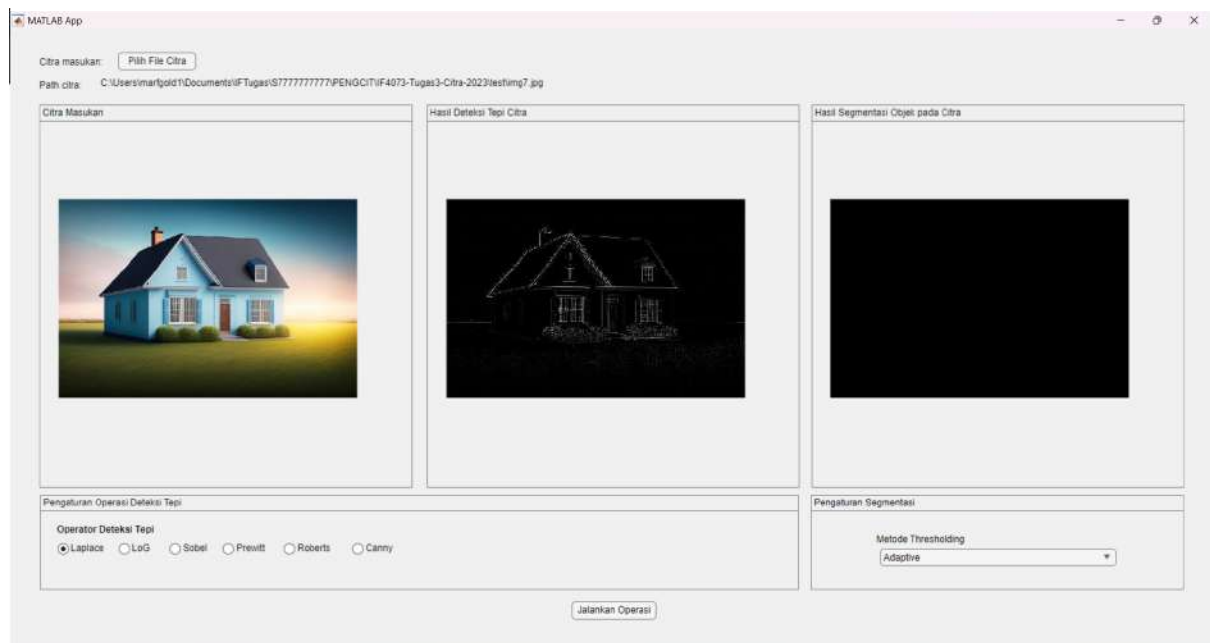 MATLAB App
Citra masukan: Pilih File Citra
Path citra: C:\Users\marfgold1\Documents\IFTugas\S7777777777\PENGCIT\IF4073-Tugas3-Citra-2023\test\img7.jpg
Citra Masukan
Hasil Deteksi Tepi Citra
Hasil Segmentasi Objek pada Citra
Pengaturan Operasi Deteksi Tepi
Operator Deteksi Tepi
Laplace LoG Sobel Prewitt Roberts Canny
Pengaturan Segmentasi
Metode Thresholding
Adaptive
Jalankan Operasi